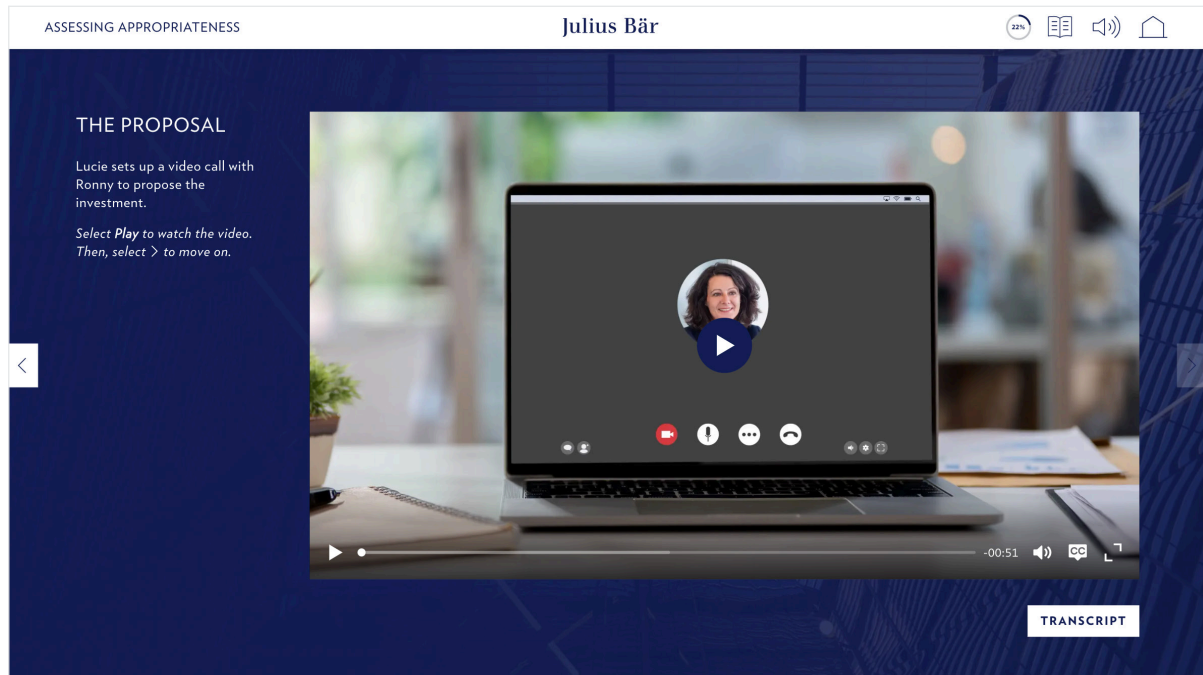 ASSESSING APPROPRIATENESS
Julius Bär
22%
THE PROPOSAL
Lucie sets up a video call with
Ronny to propose the
investment.
Select Play to watch the video.
Then, select > to move on.
-00:51
CC
TRANSCRIPT